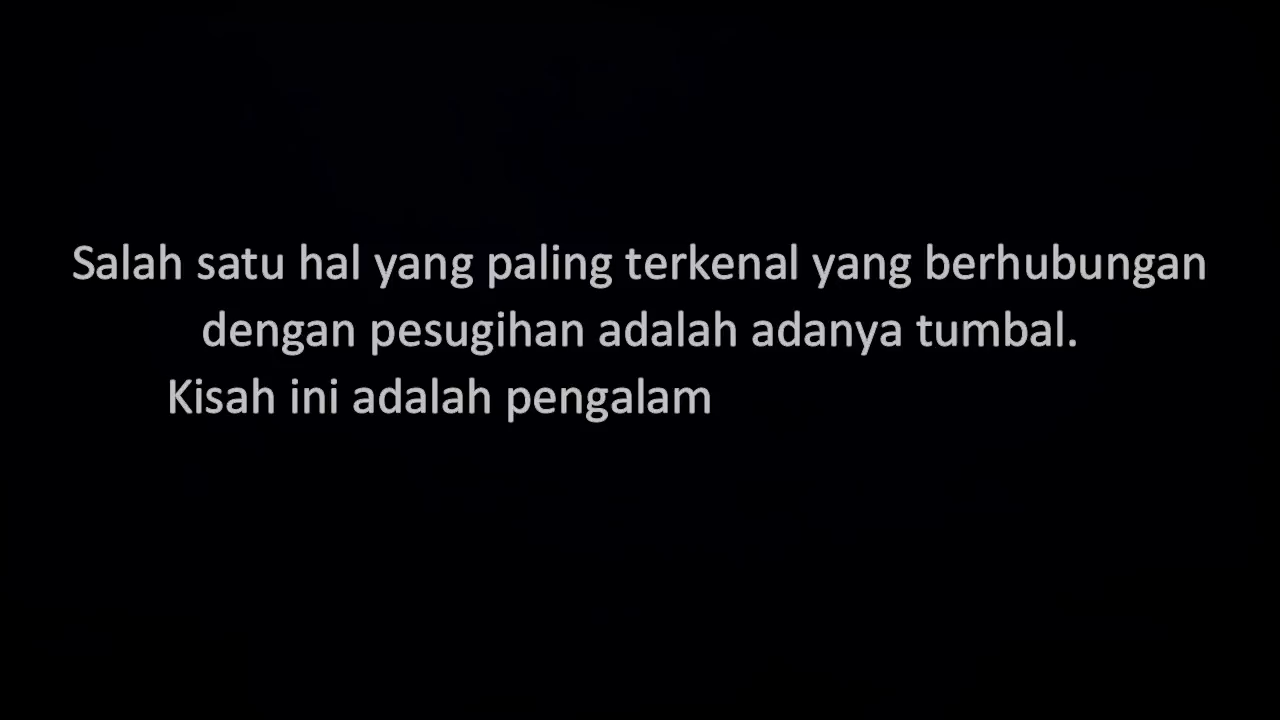 Salah satu hal yang paling terkenal yang berhubungan
dengan pesugihan adalah adanya tumbal.
Kisah ini adalah pengalam